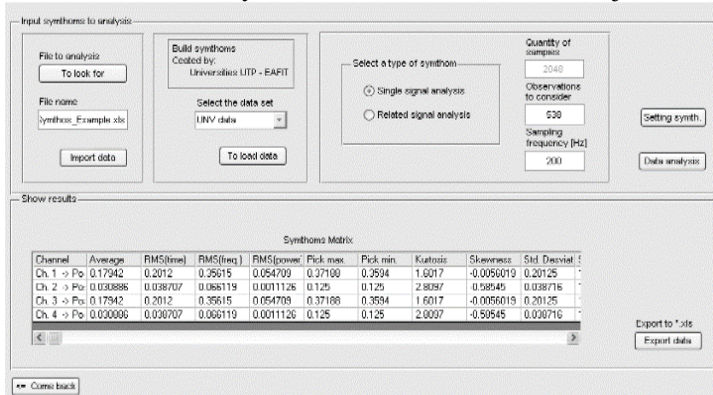 Input symthoms to analysis
File to analysis
To look for
File name
Symthos_Example.xls
Import data
Build symthoms
Ceated by:
Universities UTP - EAFIT
Select the data set
UNV data
To load data
Select a type of symthom
Single signal analysis
Related signal analysis
Quantity of
samples
2048
Observations
to consider
538
Sampling
frequency [Hz]
200
Setting symth.
Data analysis
Show results
Symthoms Matrix
Channel Average RMS(time) RMS(freq.) RMS(power) Pick max. Pick min. Kurtosis Skewness Std. Desviat
Ch. 1 -> Po 0.17942 0.2012 0.35615 0.054709 0.37188 0.3594 1.6017 -0.0056019 0.20125
Ch. 2 -> Po 0.030886 0.038707 0.066119 0.0011126 0.125 0.125 2.8097 -0.58545 0.038716
Ch. 3 -> Po 0.17942 0.2012 0.35615 0.054709 0.37188 0.3594 1.6017 -0.0056019 0.20125
Ch. 4 -> Po 0.030886 0.038707 0.066119 0.0011126 0.125 0.125 2.8097 -0.58545 0.038716
Export to *.xls
Export data
<- Come back